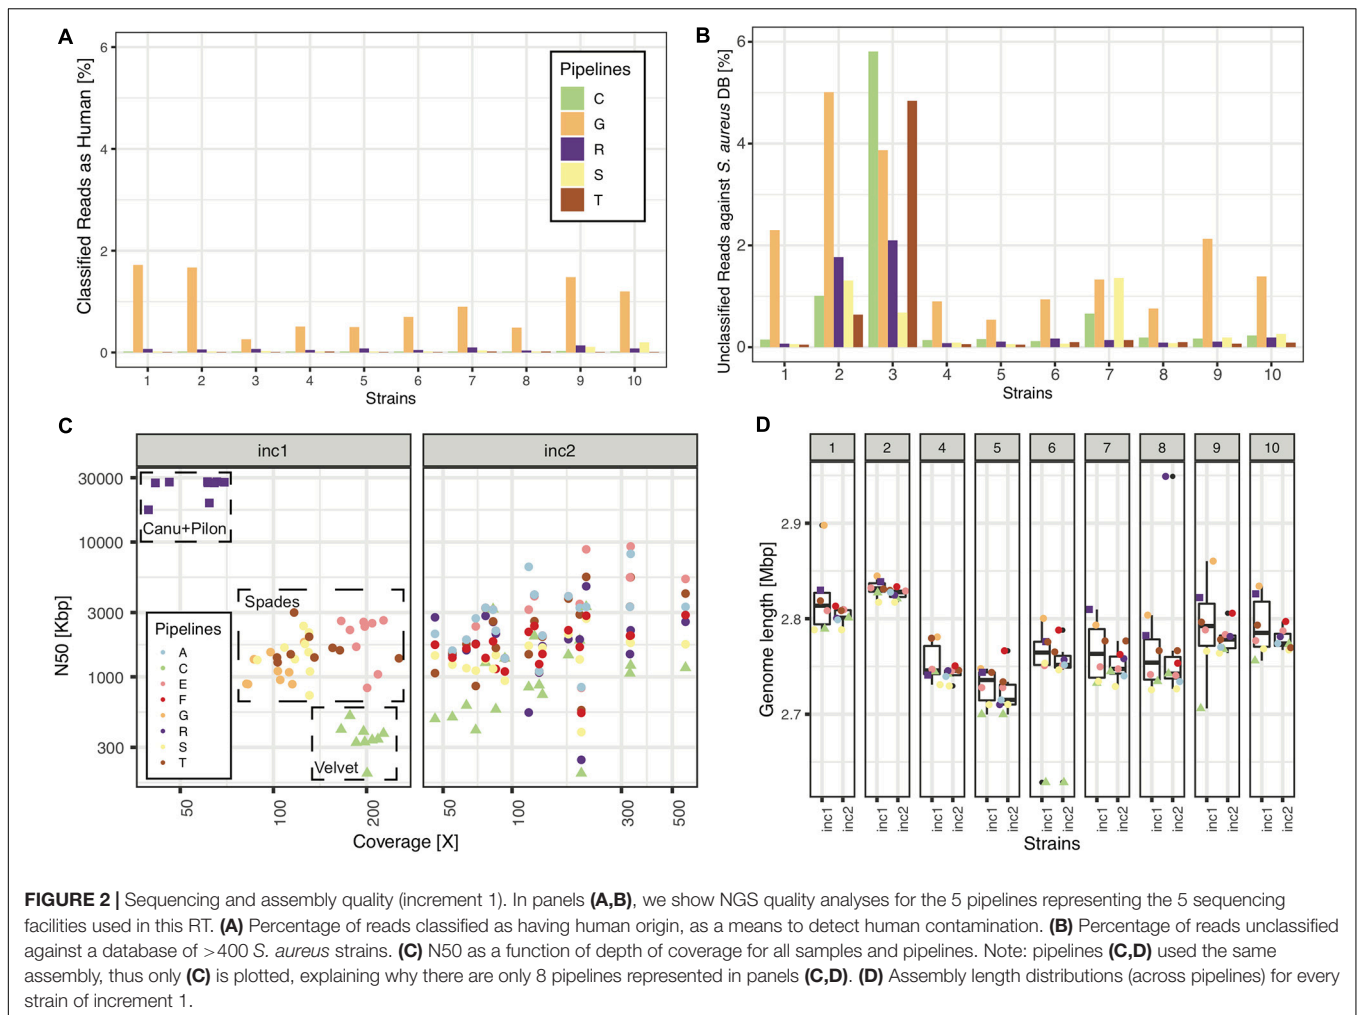 A
Classified Reads as Human [%]
6
4
2
0
1 2 3 4 5 6 7 8 9 10
Strains
Pipelines
C
G
R
S
T
B
Unclassified Reads against S. aureus DB [%]
6
4
2
0
1 2 3 4 5 6 7 8 9 10
Strains
C
inc1
inc2
N50 [Kbp]
30000
10000
3000
1000
300
Canu+Pilon
Spades
Velvet
Pipelines
A
C
E
F
G
R
S
T
50 100 200
50 100 300 500
Coverage [X]
D
1 2 4 5 6 7 8 9 10
Genome length [Mbp]
2.9
2.8
2.7
inc1 inc2 inc1 inc2 inc1 inc2 inc1 inc2 inc1 inc2 inc1 inc2 inc1 inc2 inc1 inc2 inc1 inc2
Strains
FIGURE 2 | Sequencing and assembly quality (increment 1). In panels (A,B), we show NGS quality analyses for the 5 pipelines representing the 5 sequencing
facilities used in this RT. (A) Percentage of reads classified as having human origin, as a means to detect human contamination. (B) Percentage of reads unclassified
against a database of >400 S. aureus strains. (C) N50 as a function of depth of coverage for all samples and pipelines. Note: pipelines (C,D) used the same
assembly, thus only (C) is plotted, explaining why there are only 8 pipelines represented in panels (C,D). (D) Assembly length distributions (across pipelines) for every
strain of increment 1.